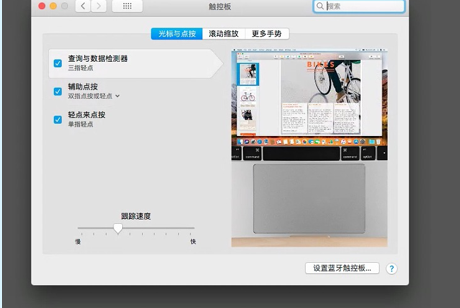 触控板
搜索
光标与点按
滚动缩放
更多手势
查询与数据检测器
三指轻点
辅助点按
双指点按或轻点
轻点来点按
单指轻点
跟踪速度
慢
快
BIKES
设置蓝牙触控板...
?